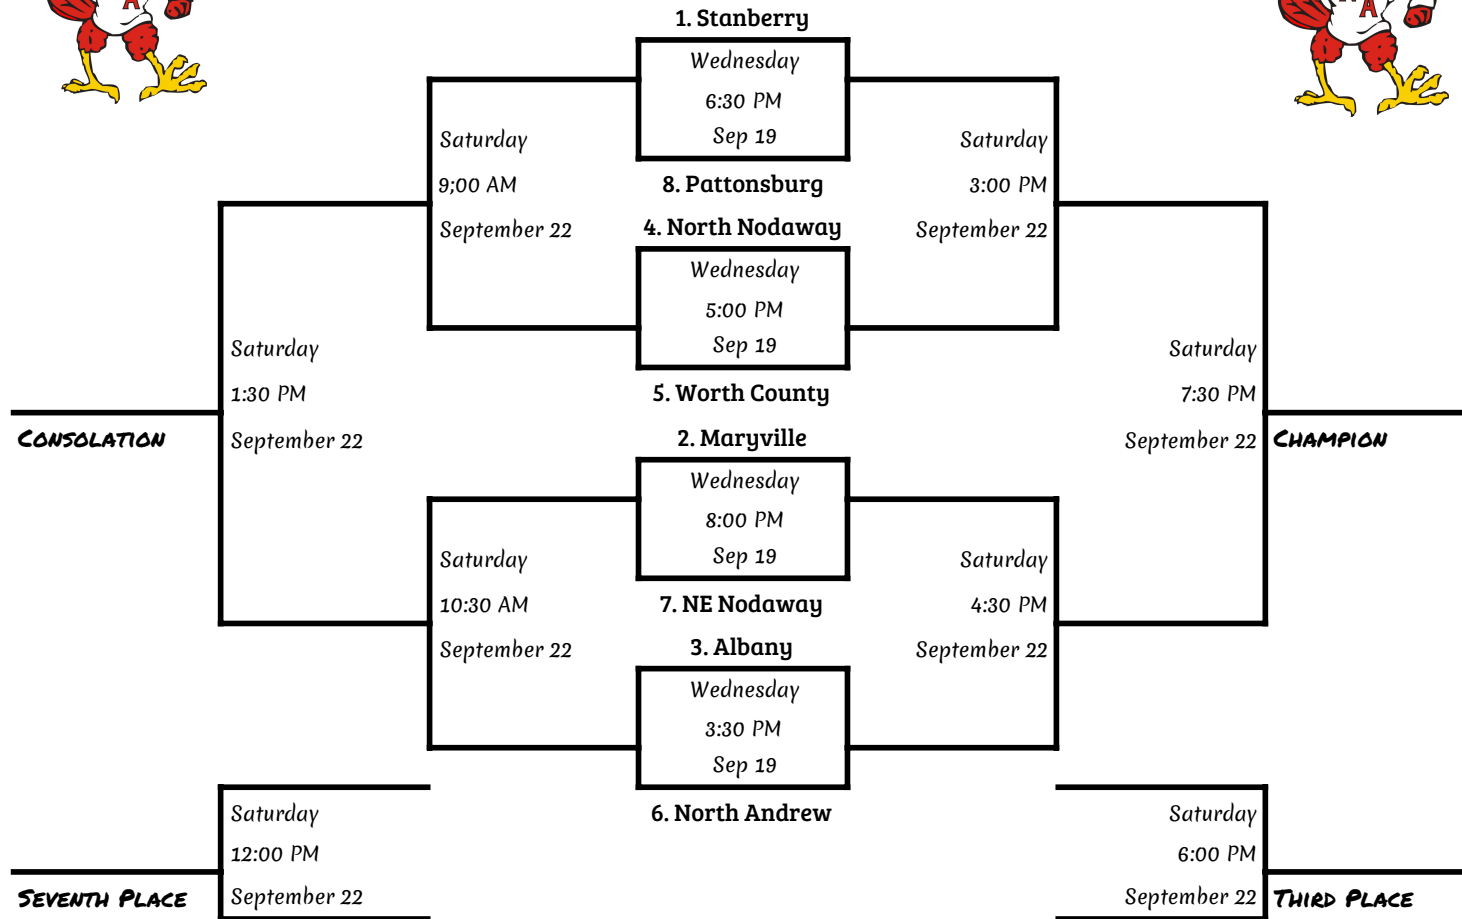 A
A
1. Stanberry
Wednesday
6:30 PM
Sep 19
8. Pattonsburg
Saturday
9;00 AM
September 22
Saturday
3:00 PM
September 22
4. North Nodaway
Wednesday
5:00 PM
Sep 19
5. Worth County
Saturday
1:30 PM
September 22
CONSOLATION
Saturday
7:30 PM
September 22
CHAMPION
2. Maryville
Wednesday
8:00 PM
Sep 19
7. NE Nodaway
Saturday
10:30 AM
September 22
Saturday
4:30 PM
September 22
3. Albany
Wednesday
3:30 PM
Sep 19
6. North Andrew
Saturday
12:00 PM
September 22
SEVENTH PLACE
Saturday
6:00 PM
September 22
THIRD PLACE